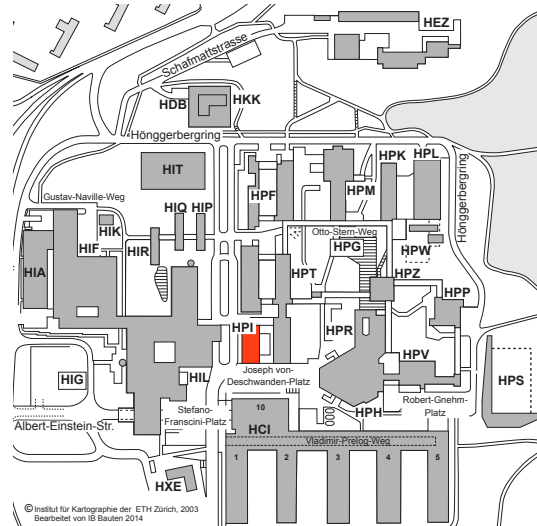 HEZ
Schafmattstrasse
HDB
HKK
Hönggerbergring
HIT
HPF
HPM
HPK
HPL
Hönggerbergring
Gustav-Naville-Weg
HIK
HIQ
HIP
HIF
HIR
HIA
Otto-Stern-Weg
HPG
HPW
HPT
HPZ
HPP
HPI
HPR
HPV
HPS
Joseph von-
Deschwanden-Platz
HIG
HIL
Robert-Gnehm-
Platz
HPH
Stefano-
Franscini-Platz
Albert-Einstein-Str.
10
HCI
Vladimir-Prelog-Weg
1
2
3
4
5
HXE
© Institut für Kartographie der ETH Zürich, 2003
Bearbeitet von IB Bauten 2014